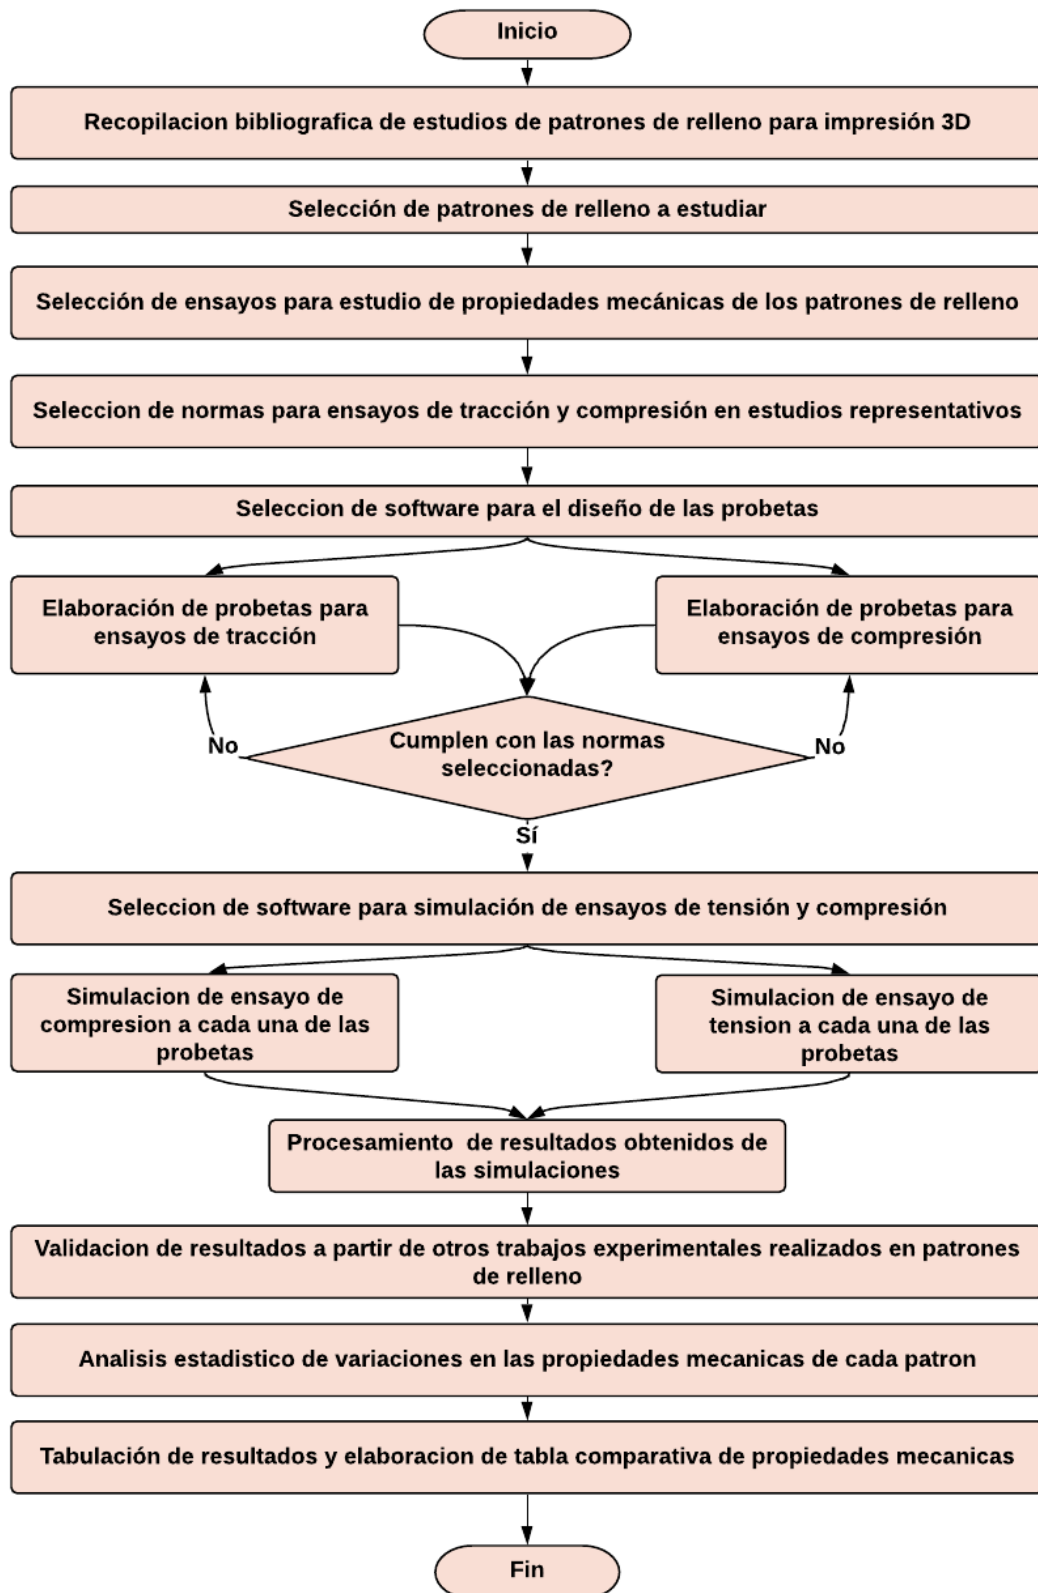 Inicio
Recopilacion bibliografica de estudios de patrones de relleno para impresión 3D
Selección de patrones de relleno a estudiar
Selección de ensayos para estudio de propiedades mecánicas de los patrones de relleno
Seleccion de normas para ensayos de tracción y compresión en estudios representativos
Seleccion de software para el diseño de las probetas
Elaboración de probetas para
ensayos de tracción
Elaboración de probetas para
ensayos de compresión
Cumplen con las normas
seleccionadas?
No
No
Sí
Seleccion de software para simulación de ensayos de tensión y compresión
Simulacion de ensayo de
compresion a cada una de las
probetas
Simulacion de ensayo de
tension a cada una de las
probetas
Procesamiento  de resultados obtenidos de
las simulaciones
Validacion de resultados a partir de otros trabajos experimentales realizados en patrones
de relleno
Analisis estadistico de variaciones en las propiedades mecanicas de cada patron
Tabulación de resultados y elaboracion de tabla comparativa de propiedades mecanicas
Fin